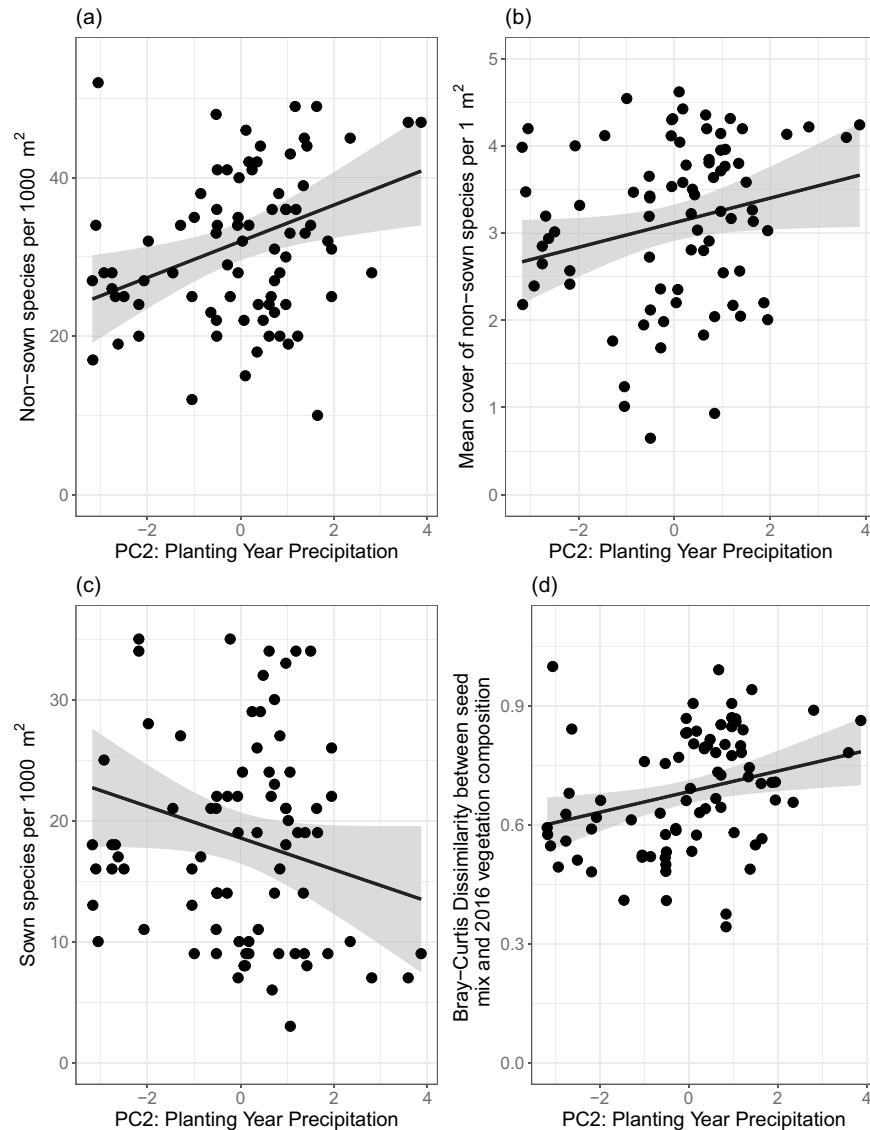 (a)
Non−sown species per 1000 m²
40
20
0
−2 0 2 4
PC2: Planting Year Precipitation
(b)
Mean cover of non−sown species per 1 m²
5
4
3
2
1
0
−2 0 2 4
PC2: Planting Year Precipitation
(c)
Sown species per 1000 m²
30
20
10
0
−2 0 2 4
PC2: Planting Year Precipitation
(d)
Bray−Curtis Dissimilarity between seed
mix and 2016 vegetation composition
0.9
0.6
0.3
0.0
−2 0 2 4
PC2: Planting Year Precipitation